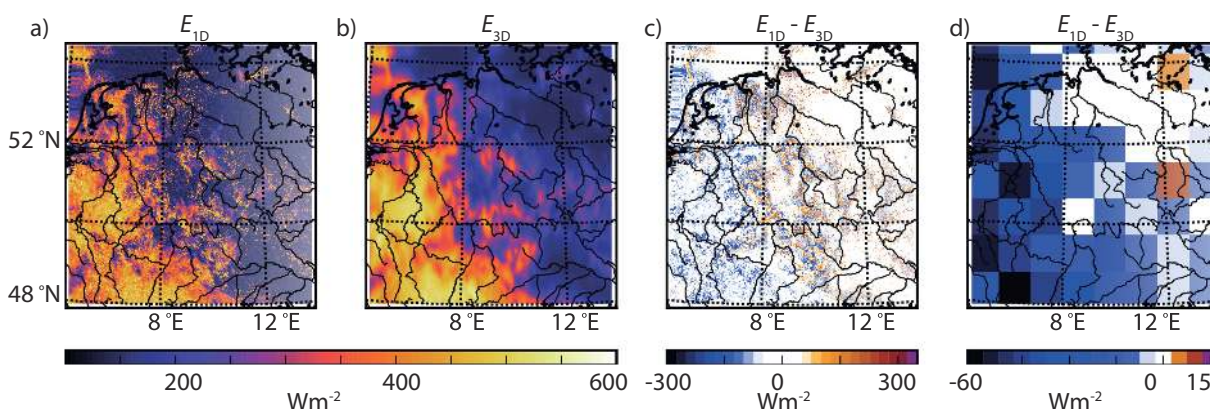 a) E1D b) E3D c) E1D - E3D d) E1D - E3D
52 °N
48 °N
8 °E 12 °E 8 °E 12 °E 8 °E 12 °E 8 °E 12 °E
200 400 600 -300 0 300 -60 0 15
Wm-2 Wm-2 Wm-2